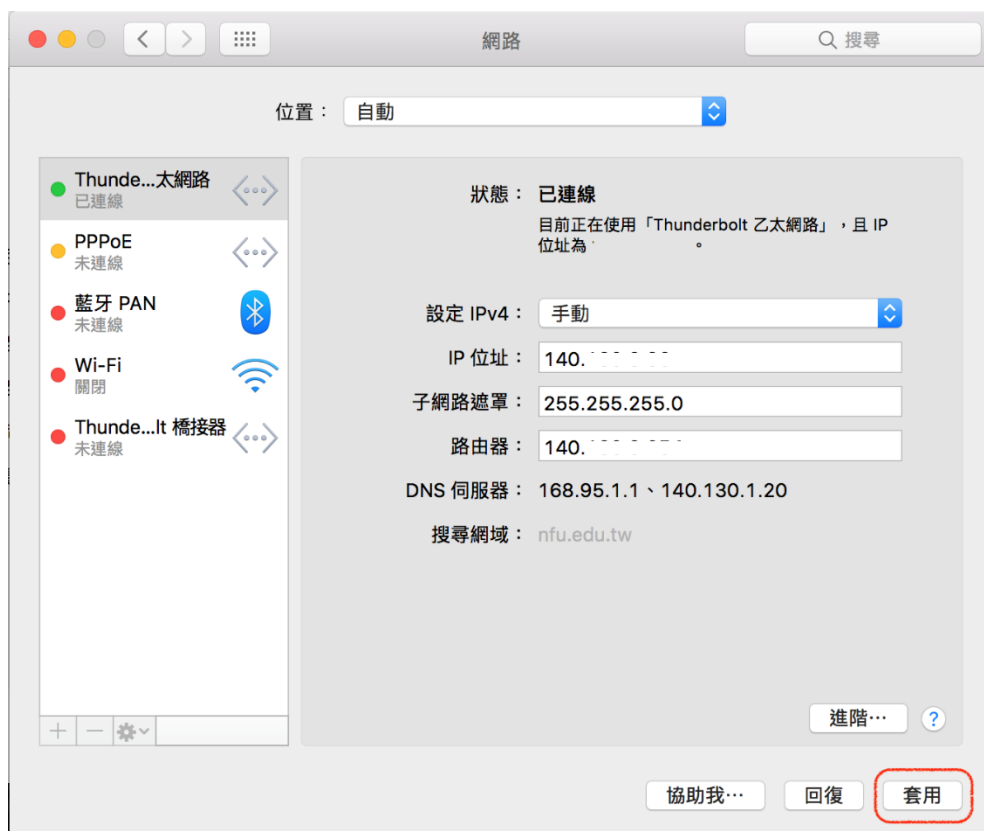 網路
搜尋
位置： 自動
Thunde...太網路
已連線
PPPoE
未連線
藍牙 PAN
未連線
Wi-Fi
關閉
Thunde...lt 橋接器
未連線
狀態： 已連線
目前正在使用「Thunderbolt 乙太網路」，且 IP
位址為 。
設定 IPv4： 手動
IP 位址： 140.
子網路遮罩： 255.255.255.0
路由器： 140.
DNS 伺服器： 168.95.1.1、140.130.1.20
搜尋網域： nfu.edu.tw
進階⋯ ?
協助我⋯ 回復 套用